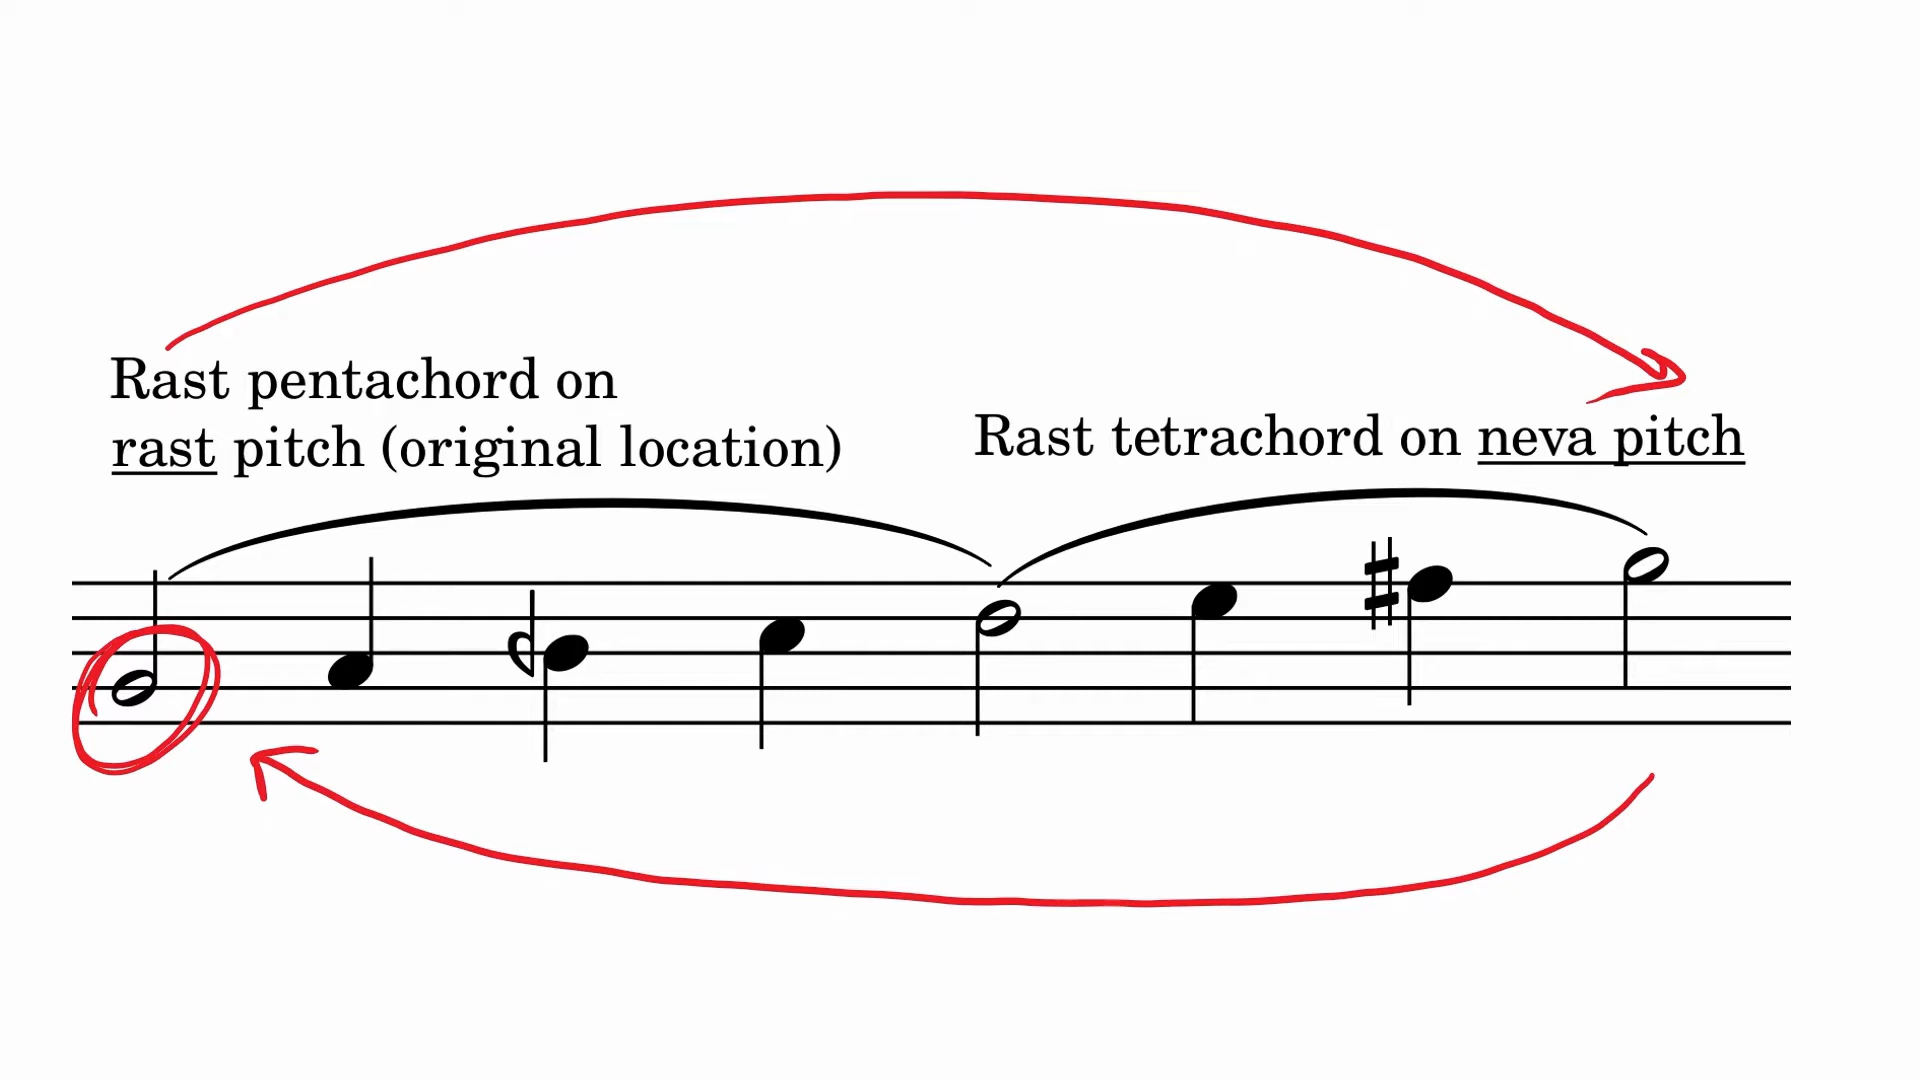 Rast pentachord on
rast pitch (original location)
Rast tetrachord on neva pitch